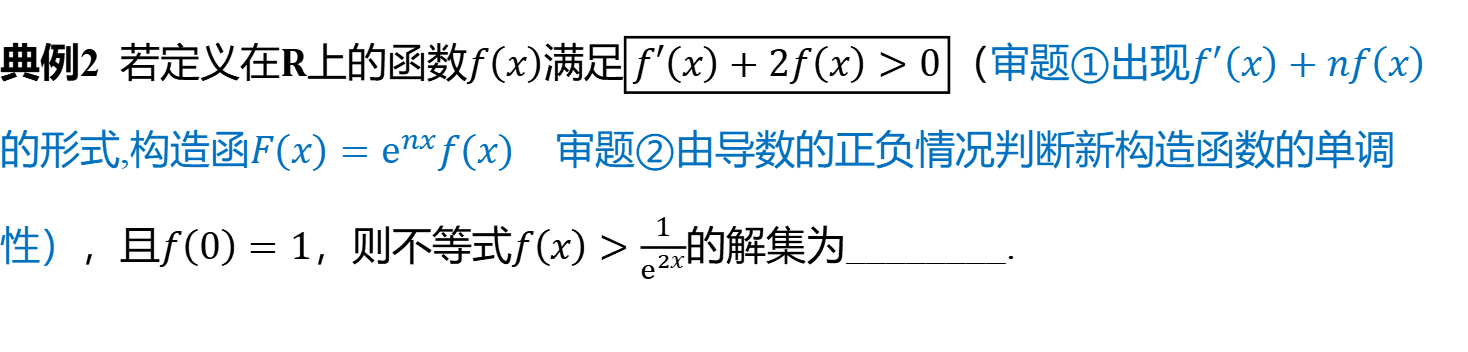 典例2 若定义在R上的函数f(x)满足f′(x) + 2f(x) > 0（审题①出现f′(x) + nf(x)
的形式,构造函F(x) = e^{nx}f(x) 审题②由导数的正负情况判断新构造函数的单调
性），且f(0) = 1，则不等式f(x) > \frac{1}{e^{2x}}的解集为________.